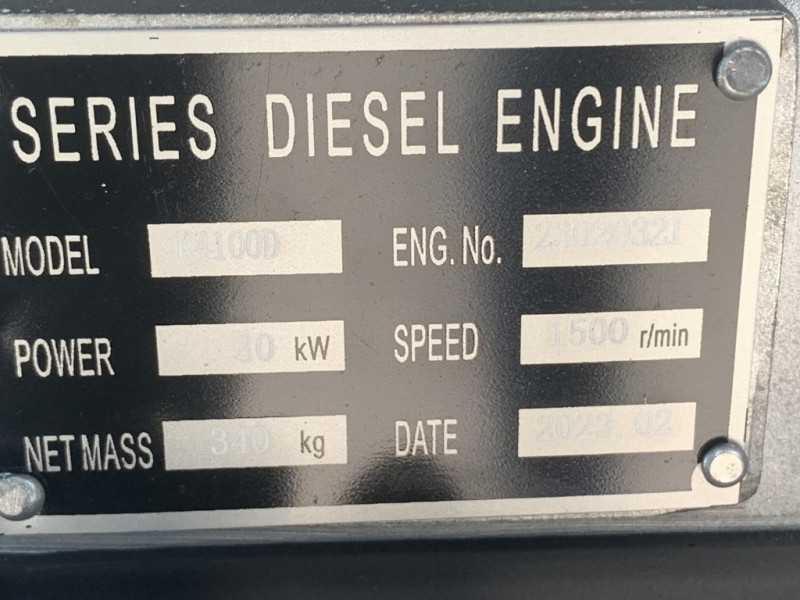 SERIES DIESEL ENGINE
MODEL K4100D ENG. No. 23020321
POWER 30 kW SPEED 1500 r/min
NET MASS 340 kg DATE 2023.02